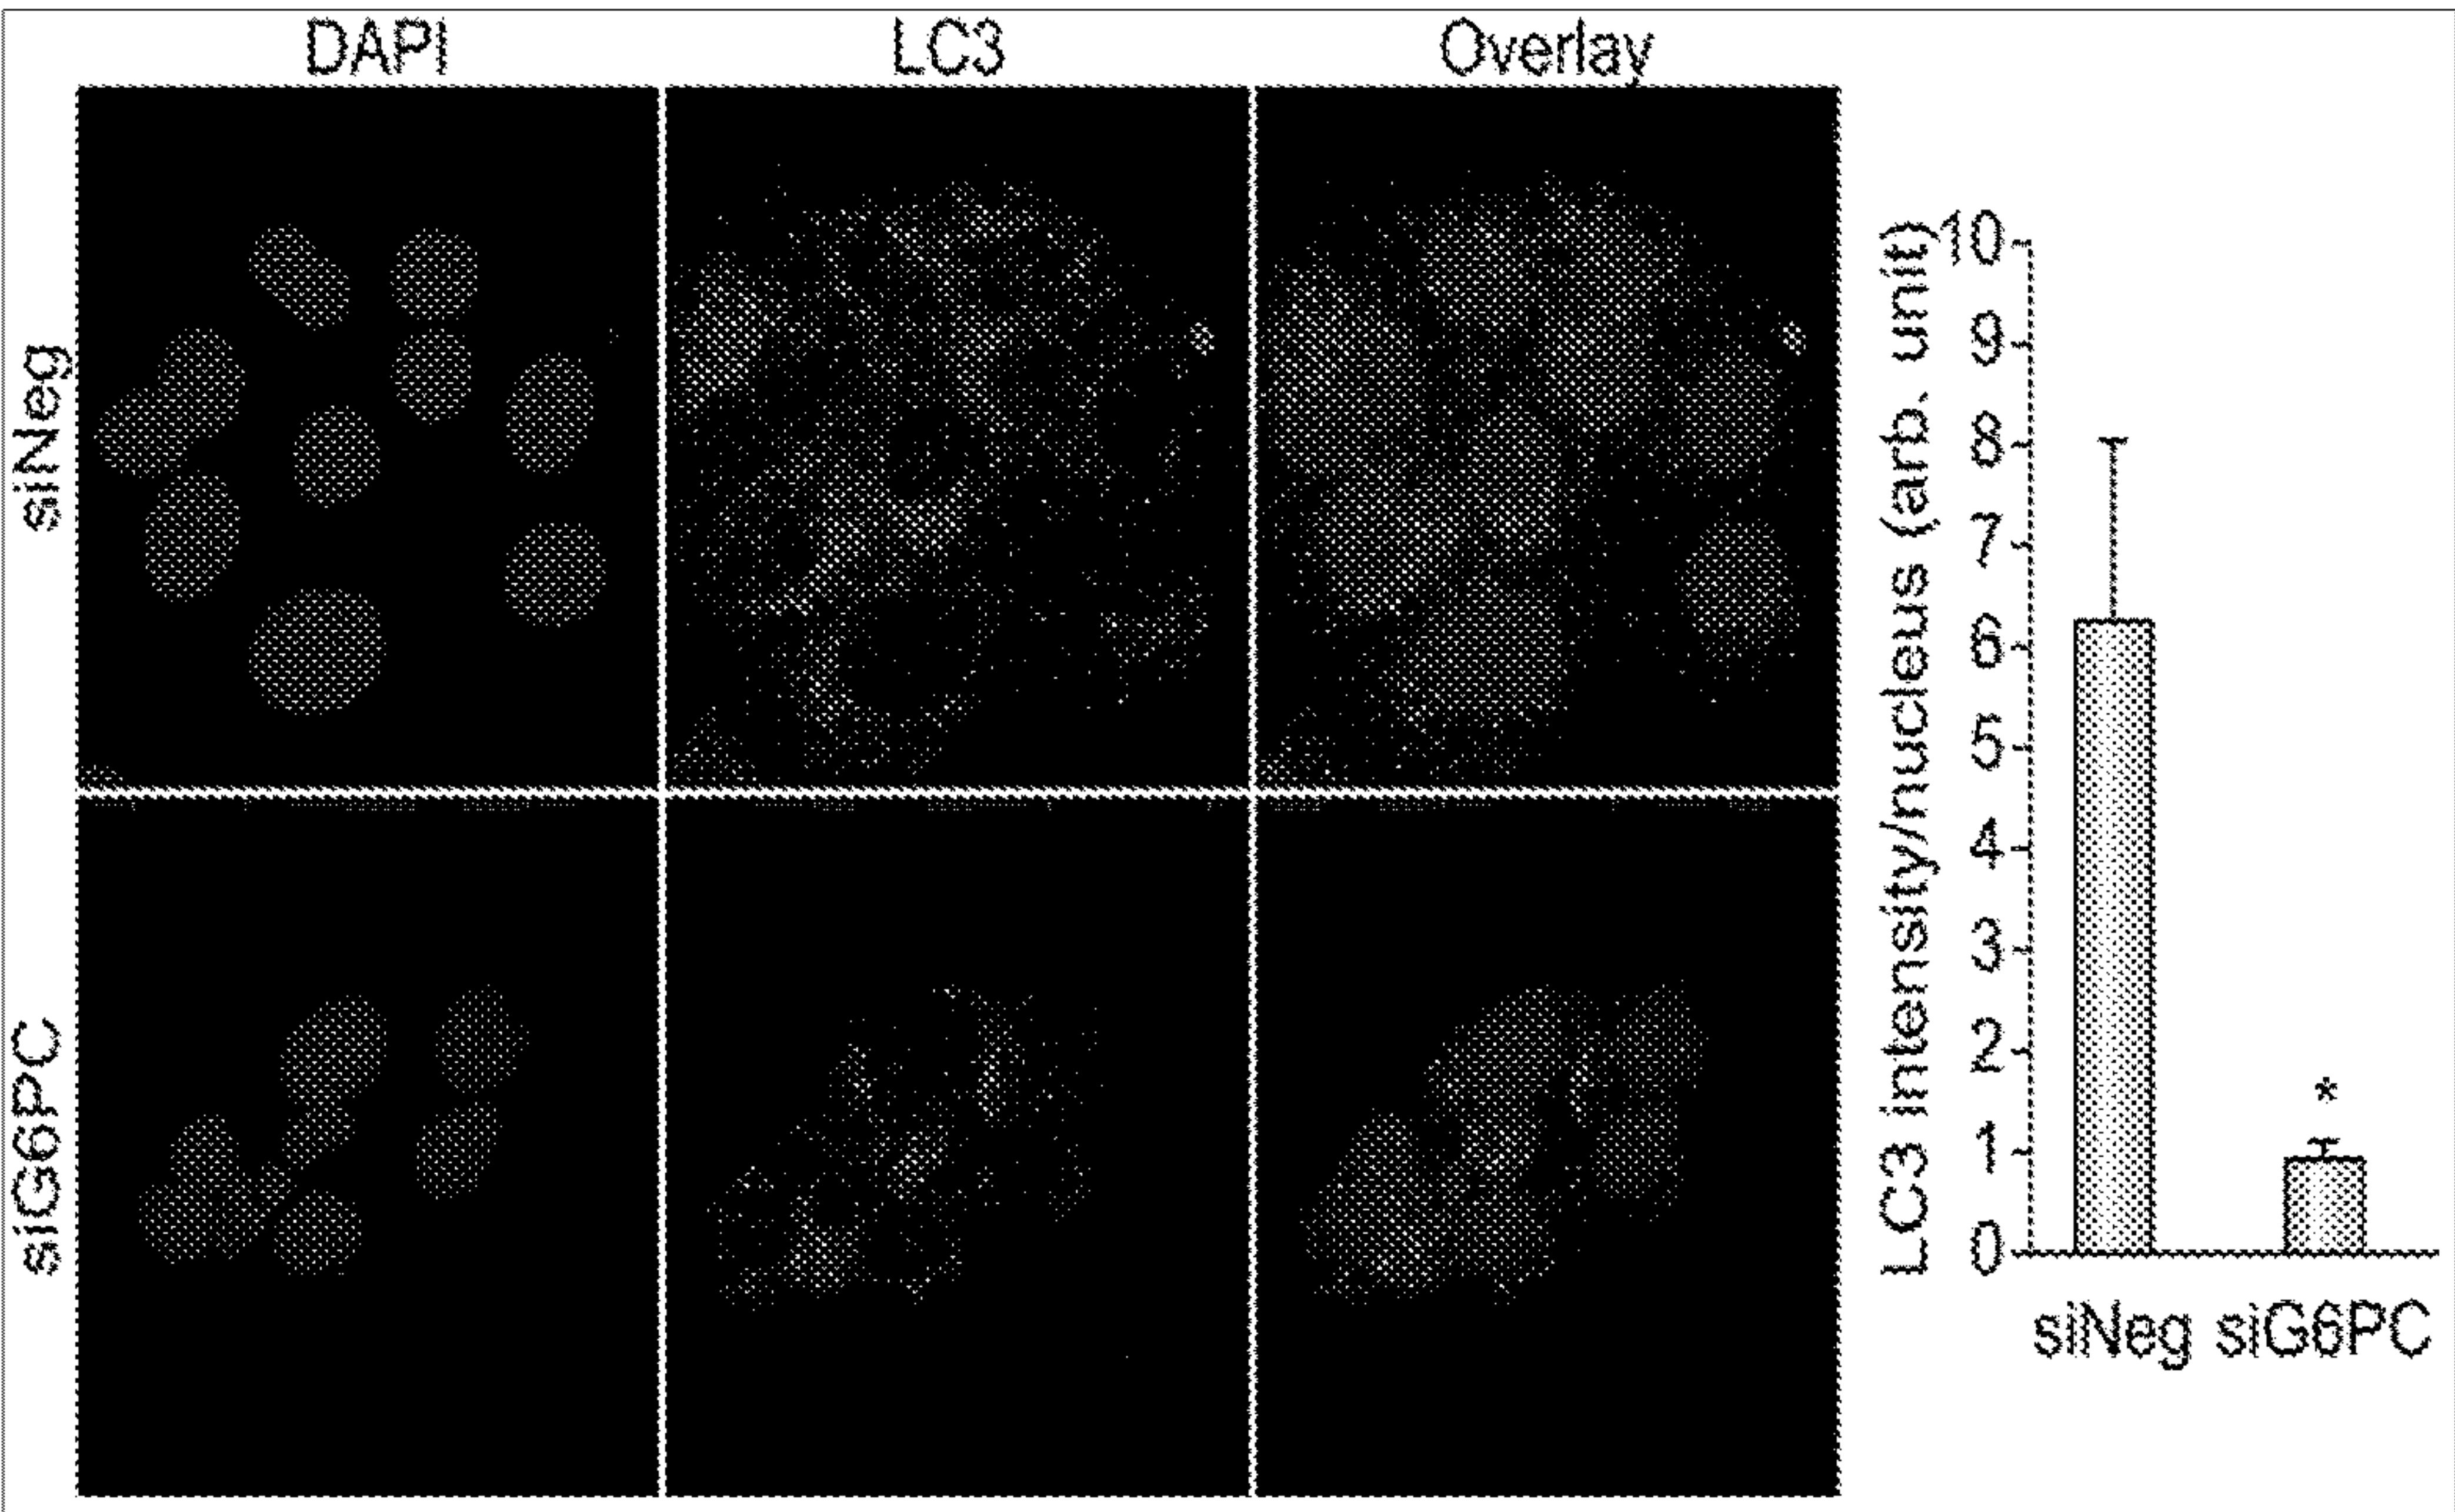 DAPI LC3 Overlay
siNeg
siG6PC
LC3 intensity/nucleus (arb. unit)
10
9
8
7
6
5
4
3
2
1
0
*
siNeg siG6PC